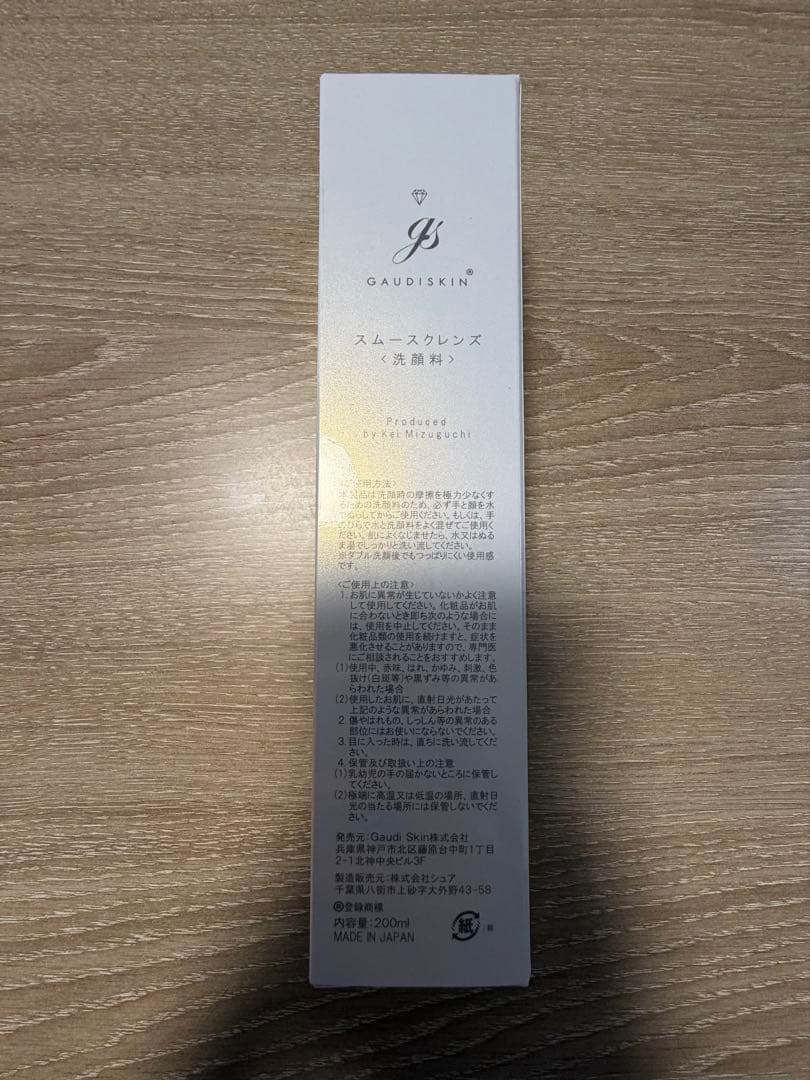 gs
GAUDISKIN®
スムースクレンズ
〈洗顔料〉
Produced
by Kei Mizuguchi
〈ご使用方法〉
本製品は洗顔時の摩擦を極力少なくす
るための洗顔料のため、必ず手と顔を水
でぬらしてからご使用ください。もしくは、手
のひらで水と洗顔料をよく混ぜてご使用く
ださい。肌によくなじませたら、水又はぬる
ま湯でしっかりと洗い流してください。
※ダブル洗顔後でもつっぱりにくい使用感
です。
〈ご使用上の注意〉
1. お肌に異常が生じていないかよく注意
して使用してください。化粧品がお肌
に合わないとき即ち次のような場合に
は、使用を中止してください。そのまま
化粧品類の使用を続けますと、症状を
悪化させることがありますので、専門医
にご相談されることをおすすめします。
(1)使用中、赤味、はれ、かゆみ、刺激、色
抜け(白斑等)や黒ずみ等の異常があ
らわれた場合
(2)使用したお肌に、直射日光があたって
上記のような異常があらわれた場合
2. 傷やはれもの、しっしん等の異常のある
部位にはお使いにならないでください。
3. 目に入った時は、直ちに洗い流してくだ
さい。
4. 保管及び取扱い上の注意
(1)乳幼児の手の届かないところに保管し
てください。
(2)極端に高温又は低温の場所、直射日
光の当たる場所には保管しないでくだ
さい。
発売元：Gaudi Skin株式会社
兵庫県神戸市北区藤原台中町1丁目
2-1北神中央ビル3F
製造販売元：株式会社シュア
千葉県八街市上砂字大外野43-58
®登録商標
内容量：200ml
MADE IN JAPAN
紙